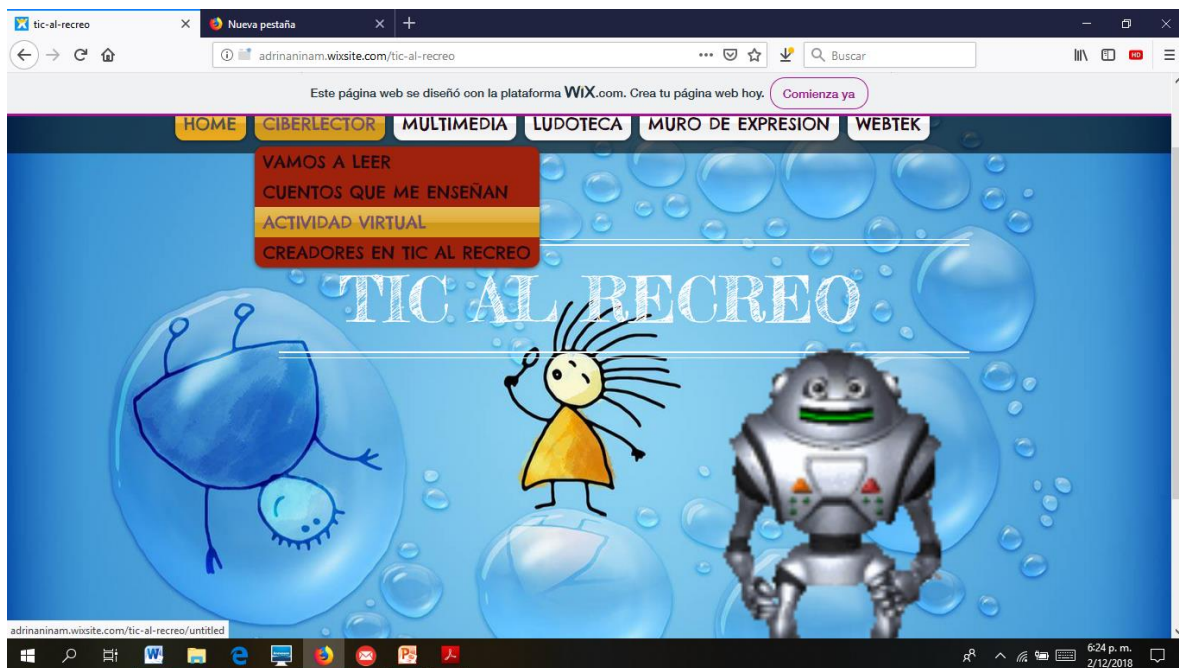 tic-al-recreo
Nueva pestaña
adrinaninam.wixsite.com/tic-al-recreo
Buscar
HD
Este página web se diseñó con la plataforma WiX.com. Crea tu página web hoy. Comienza ya
HOME CIBERLECTOR MULTIMEDIA LUDOTECA MURO DE EXPRESION WEBTEK
VAMOS A LEER
CUENTOS QUE ME ENSEÑAN
ACTIVIDAD VIRTUAL
CREADORES EN TIC AL RECREO
TIC AL RECREO
adrinaninam.wixsite.com/tic-al-recreo/untitled
6:24 p. m.
2/12/2018